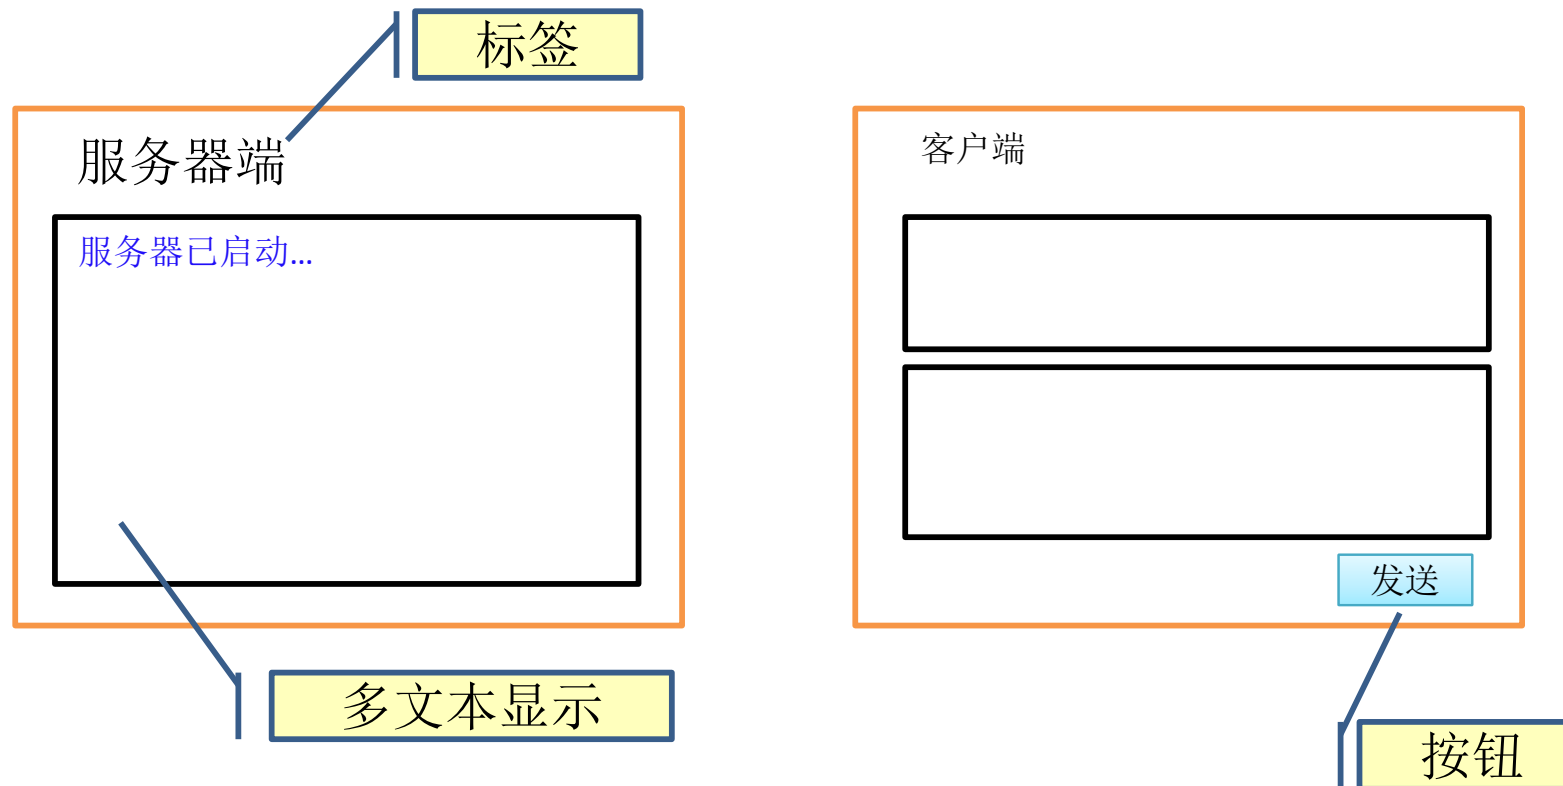 标签
服务器端
服务器已启动...
多文本显示
客户端
发送
按钮